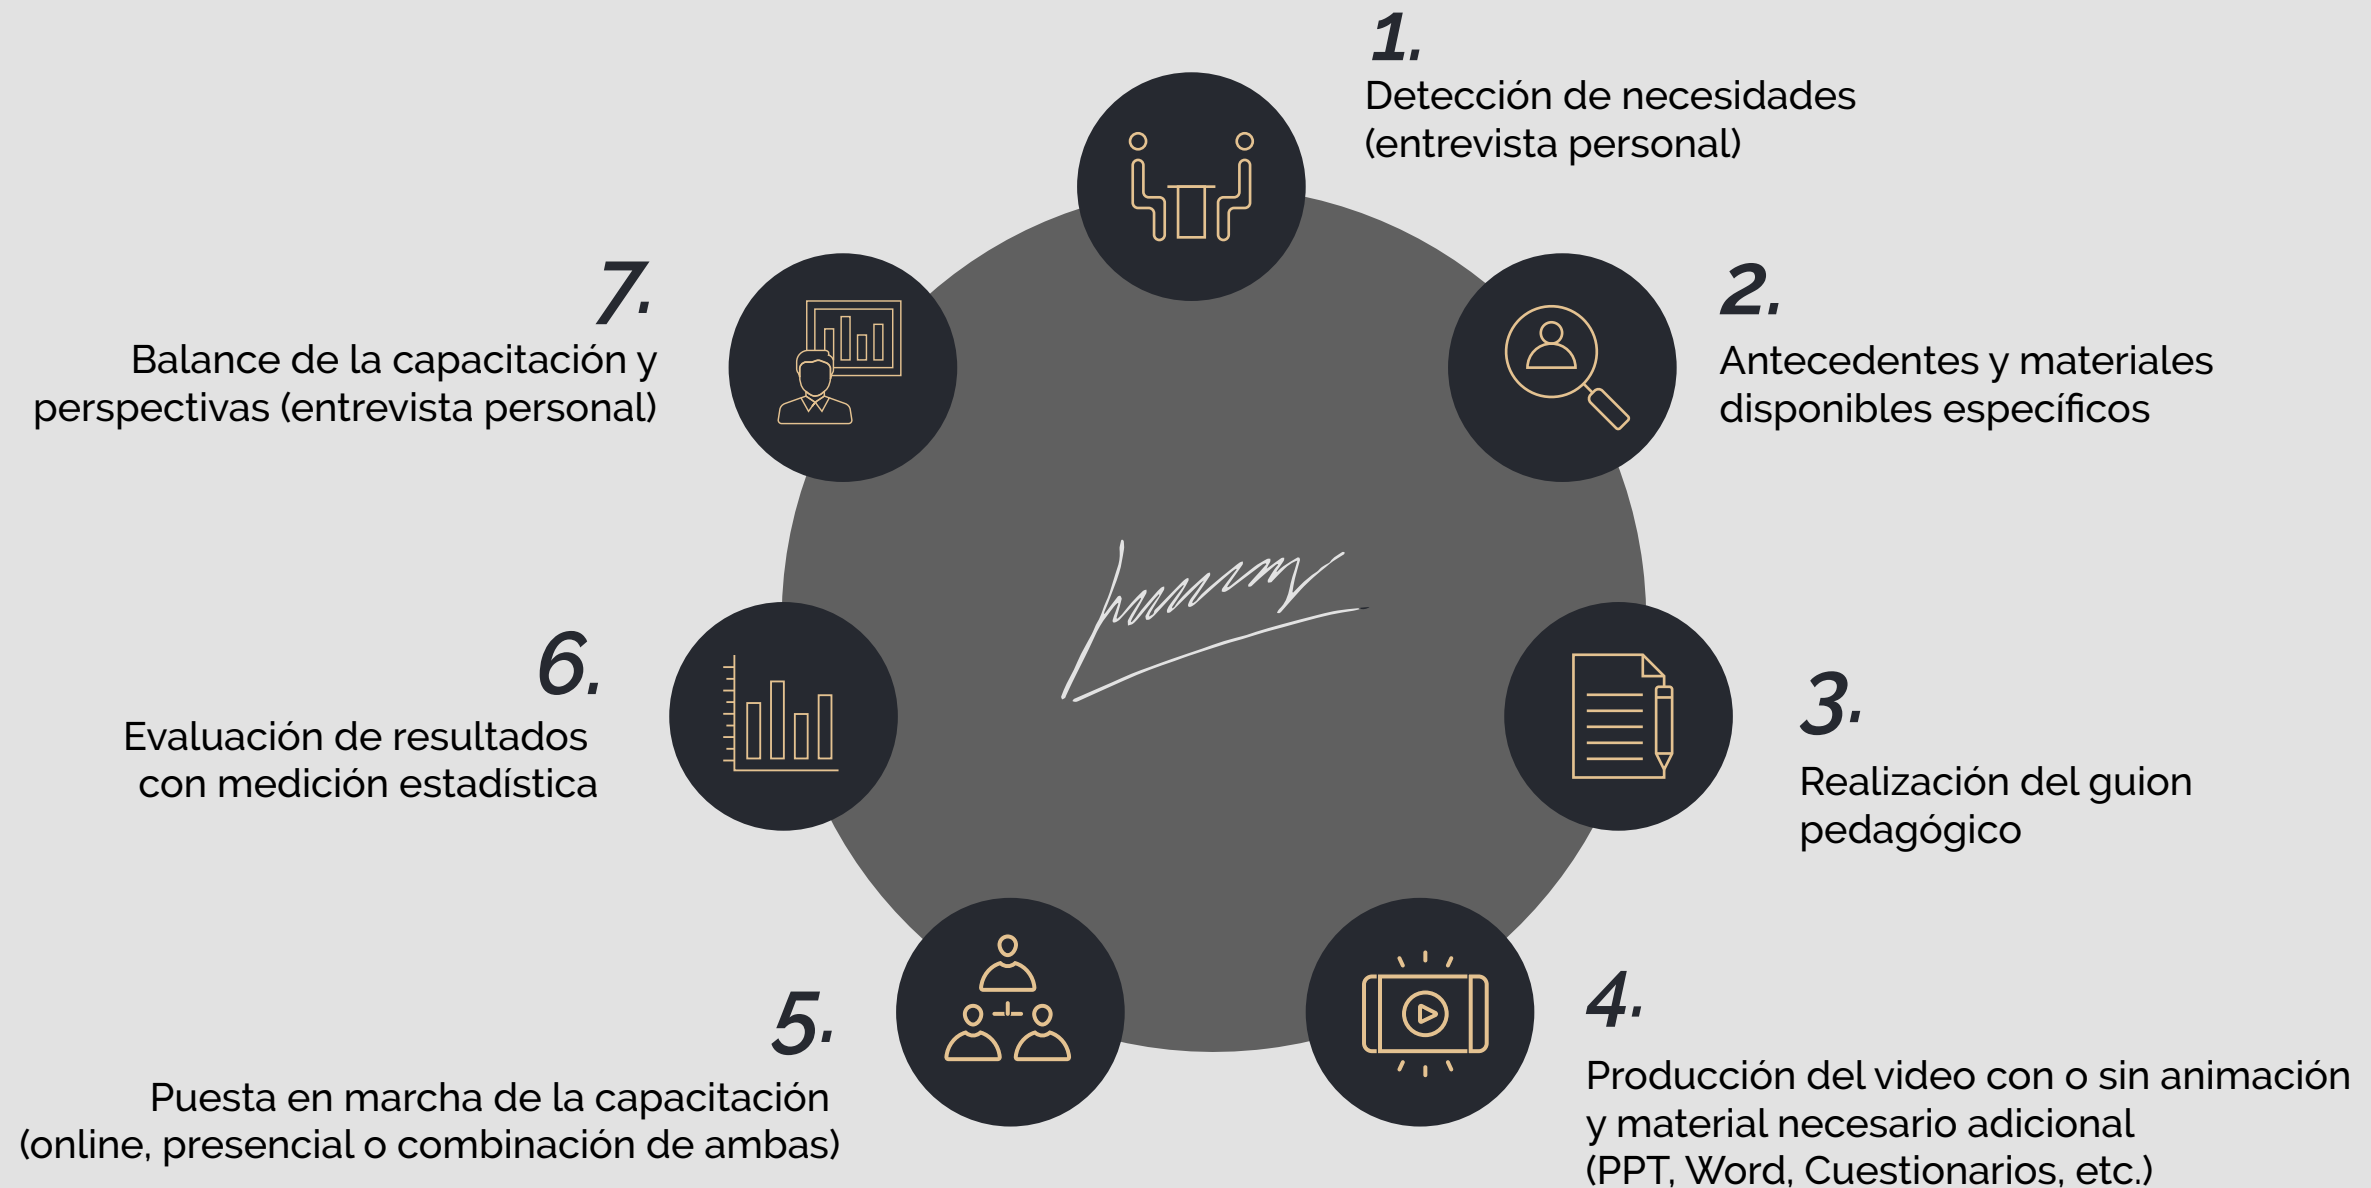 1.
Detección de necesidades
(entrevista personal)
2.
Antecedentes y materiales
disponibles específicos
3.
Realización del guion
pedagógico
4.
Producción del video con o sin animación
y material necesario adicional
(PPT, Word, Cuestionarios, etc.)
5.
Puesta en marcha de la capacitación
(online, presencial o combinación de ambas)
6.
Evaluación de resultados
con medición estadística
7.
Balance de la capacitación y
perspectivas (entrevista personal)